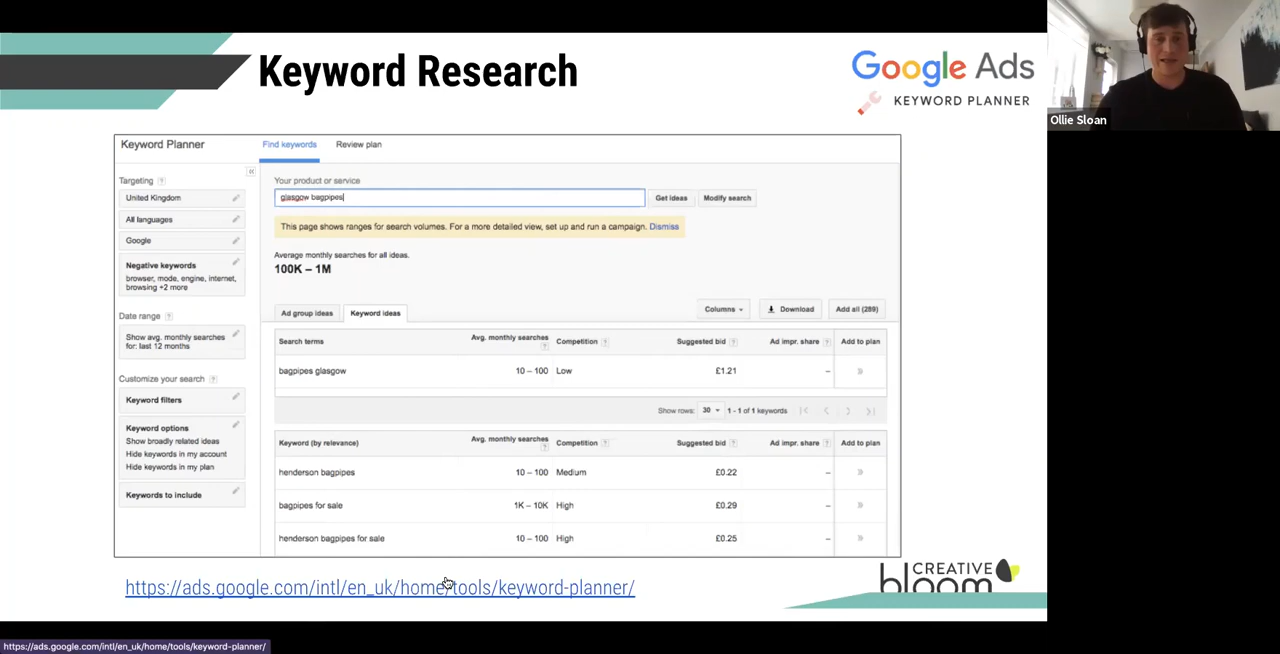 Keyword Research
Google Ads
KEYWORD PLANNER
Ollie Sloan
Keyword Planner
Find keywords
Review plan
Targeting ?
United Kingdom
All languages
Google
Negative keywords
browser, mode, engine, internet,
browsing +2 more
Date range ?
Show avg. monthly searches
for: last 12 months
Customize your search ?
Keyword filters
Keyword options
Show broadly related ideas
Hide keywords in my account
Hide keywords in my plan
Keywords to include
Your product or service
glasgow bagpipes
Get ideas
Modify search
This page shows ranges for search volumes. For a more detailed view, set up and run a campaign. Dismiss
Average monthly searches for all ideas.
100K – 1M
Ad group ideas
Keyword ideas
Columns
Download
Add all (289)
Search terms Avg. monthly searches ? Competition ? Suggested bid ? Ad impr. share ? Add to plan
bagpipes glasgow 10 – 100 Low £1.21 – »
Show rows: 30 1 - 1 of 1 keywords
Keyword (by relevance) Avg. monthly searches ? Competition ? Suggested bid ? Ad impr. share ? Add to plan
henderson bagpipes 10 – 100 Medium £0.22 – »
bagpipes for sale 1K – 10K High £0.29 – »
henderson bagpipes for sale 10 – 100 High £0.25 – »
https://ads.google.com/intl/en_uk/home/tools/keyword-planner/
CREATIVE
bloom
https://ads.google.com/intl/en_uk/home/tools/keyword-planner/